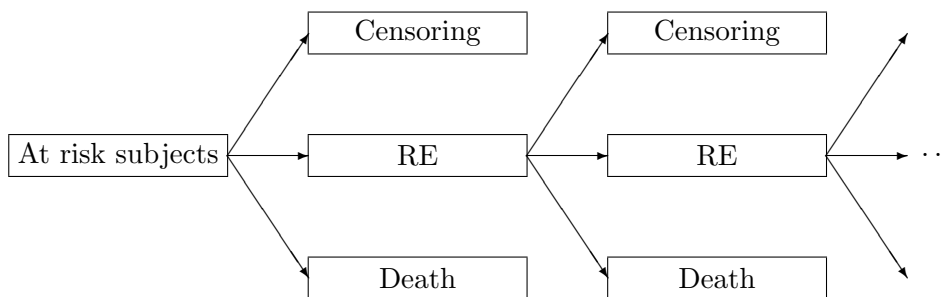 Censoring
Censoring
At risk subjects
RE
RE
. .
Death
Death